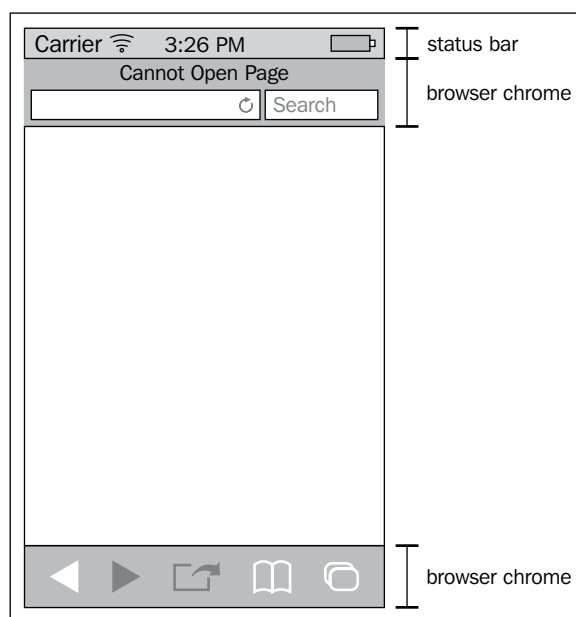 Carrier 3:26 PM
status bar
Cannot Open Page
browser chrome
Search
browser chrome